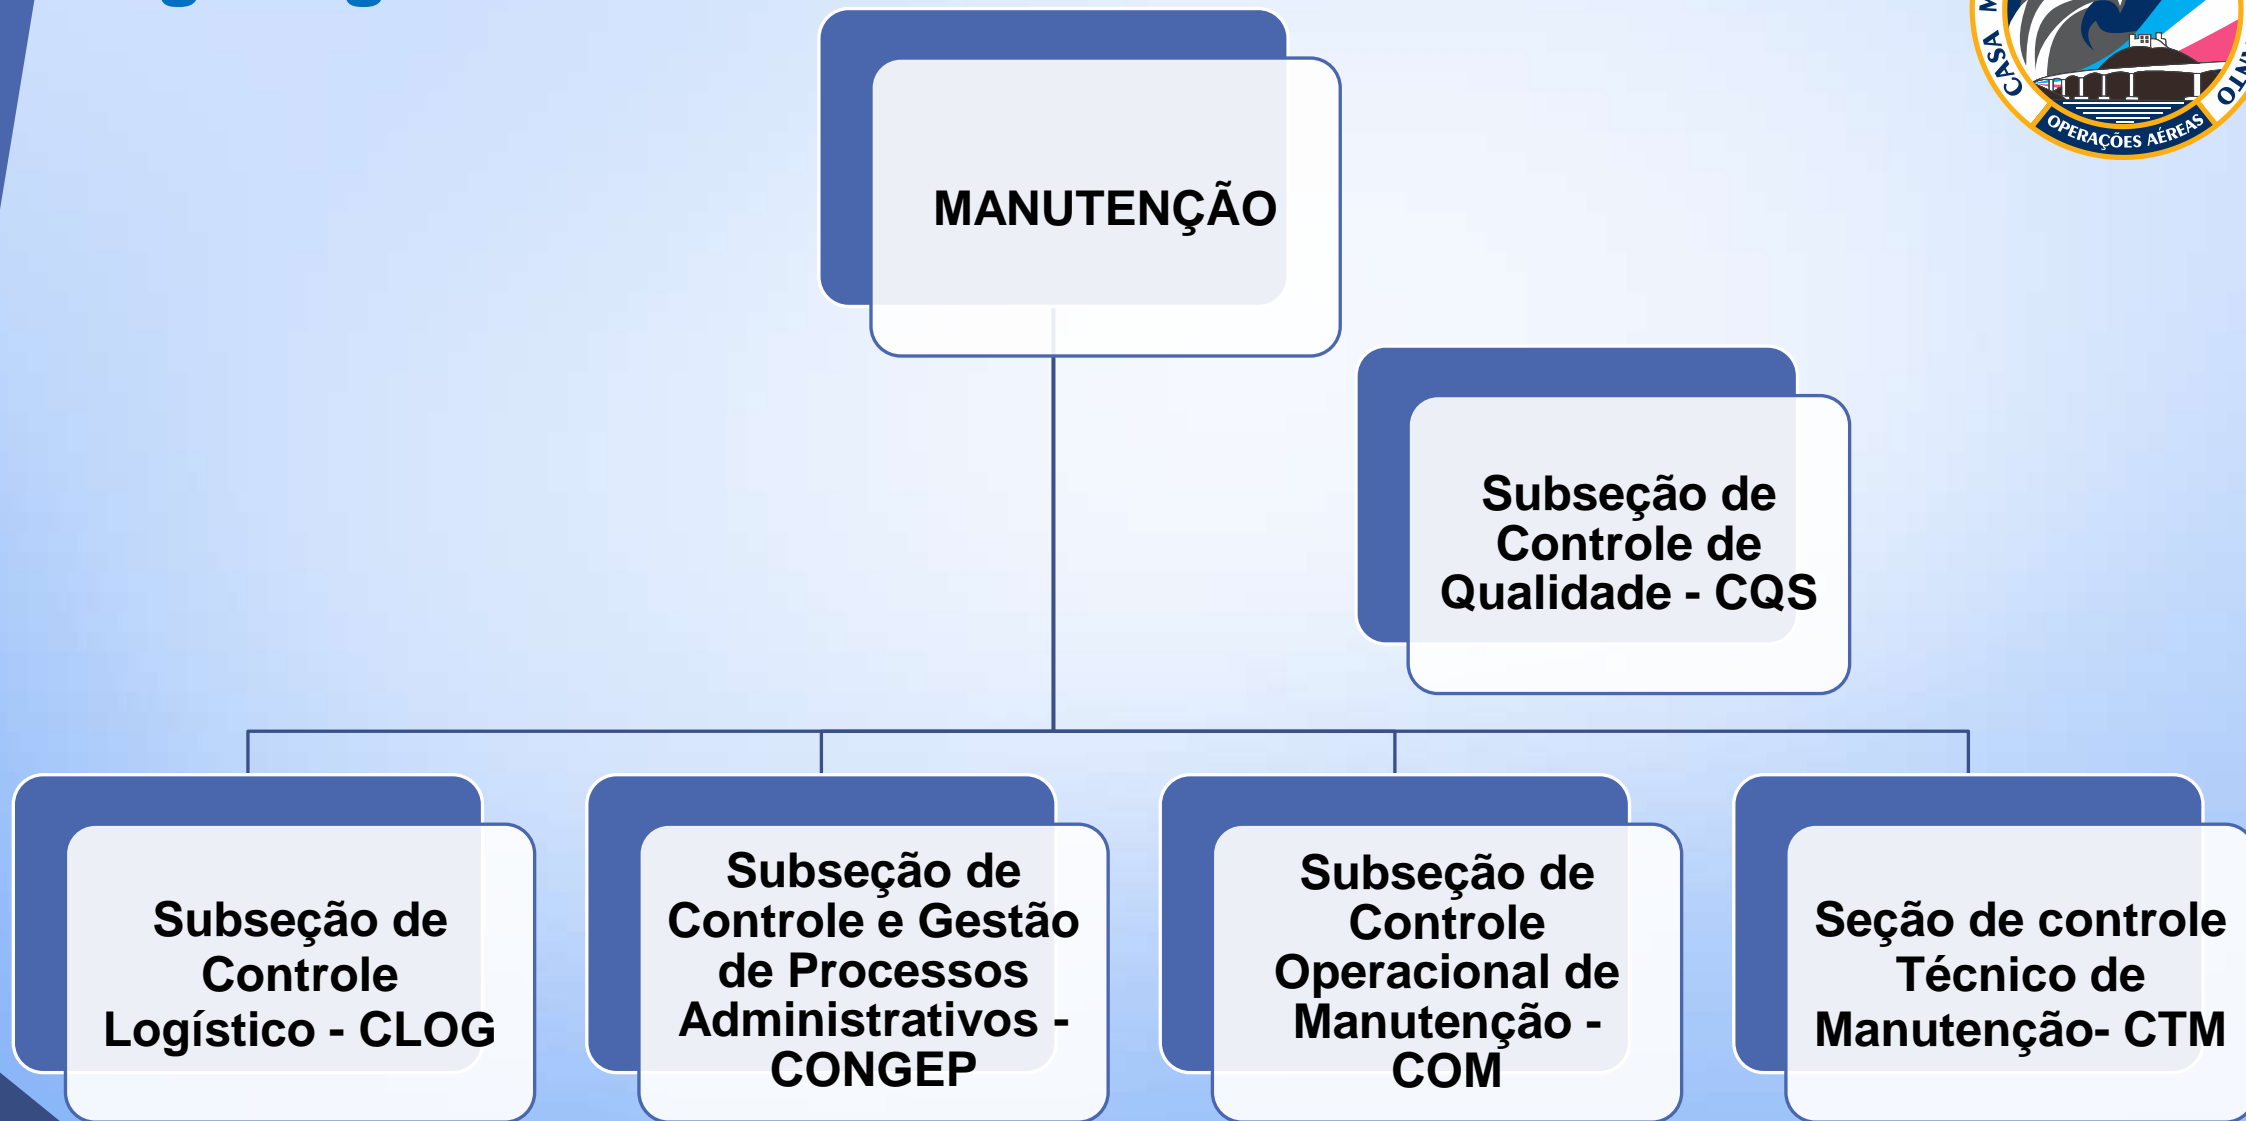 CASA
OPERAÇÕES AÉREAS
MANUTENÇÃO
Subseção de
Controle de
Qualidade - CQS
Subseção de
Controle
Logístico - CLOG
Subseção de
Controle e Gestão
de Processos
Administrativos -
CONGEP
Subseção de
Controle
Operacional de
Manutenção -
COM
Seção de controle
Técnico de
Manutenção- CTM